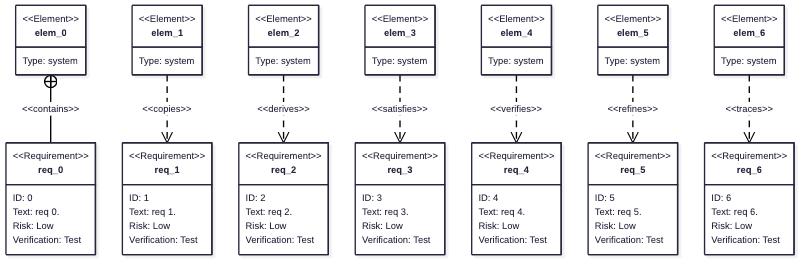 <<Element>>
elem_0
Type: system
<<contains>>
<<Requirement>>
req_0
ID: 0
Text: req 0.
Risk: Low
Verification: Test
<<Element>>
elem_1
Type: system
<<copies>>
<<Requirement>>
req_1
ID: 1
Text: req 1.
Risk: Low
Verification: Test
<<Element>>
elem_2
Type: system
<<derives>>
<<Requirement>>
req_2
ID: 2
Text: req 2.
Risk: Low
Verification: Test
<<Element>>
elem_3
Type: system
<<satisfies>>
<<Requirement>>
req_3
ID: 3
Text: req 3.
Risk: Low
Verification: Test
<<Element>>
elem_4
Type: system
<<verifies>>
<<Requirement>>
req_4
ID: 4
Text: req 4.
Risk: Low
Verification: Test
<<Element>>
elem_5
Type: system
<<refines>>
<<Requirement>>
req_5
ID: 5
Text: req 5.
Risk: Low
Verification: Test
<<Element>>
elem_6
Type: system
<<traces>>
<<Requirement>>
req_6
ID: 6
Text: req 6.
Risk: Low
Verification: Test